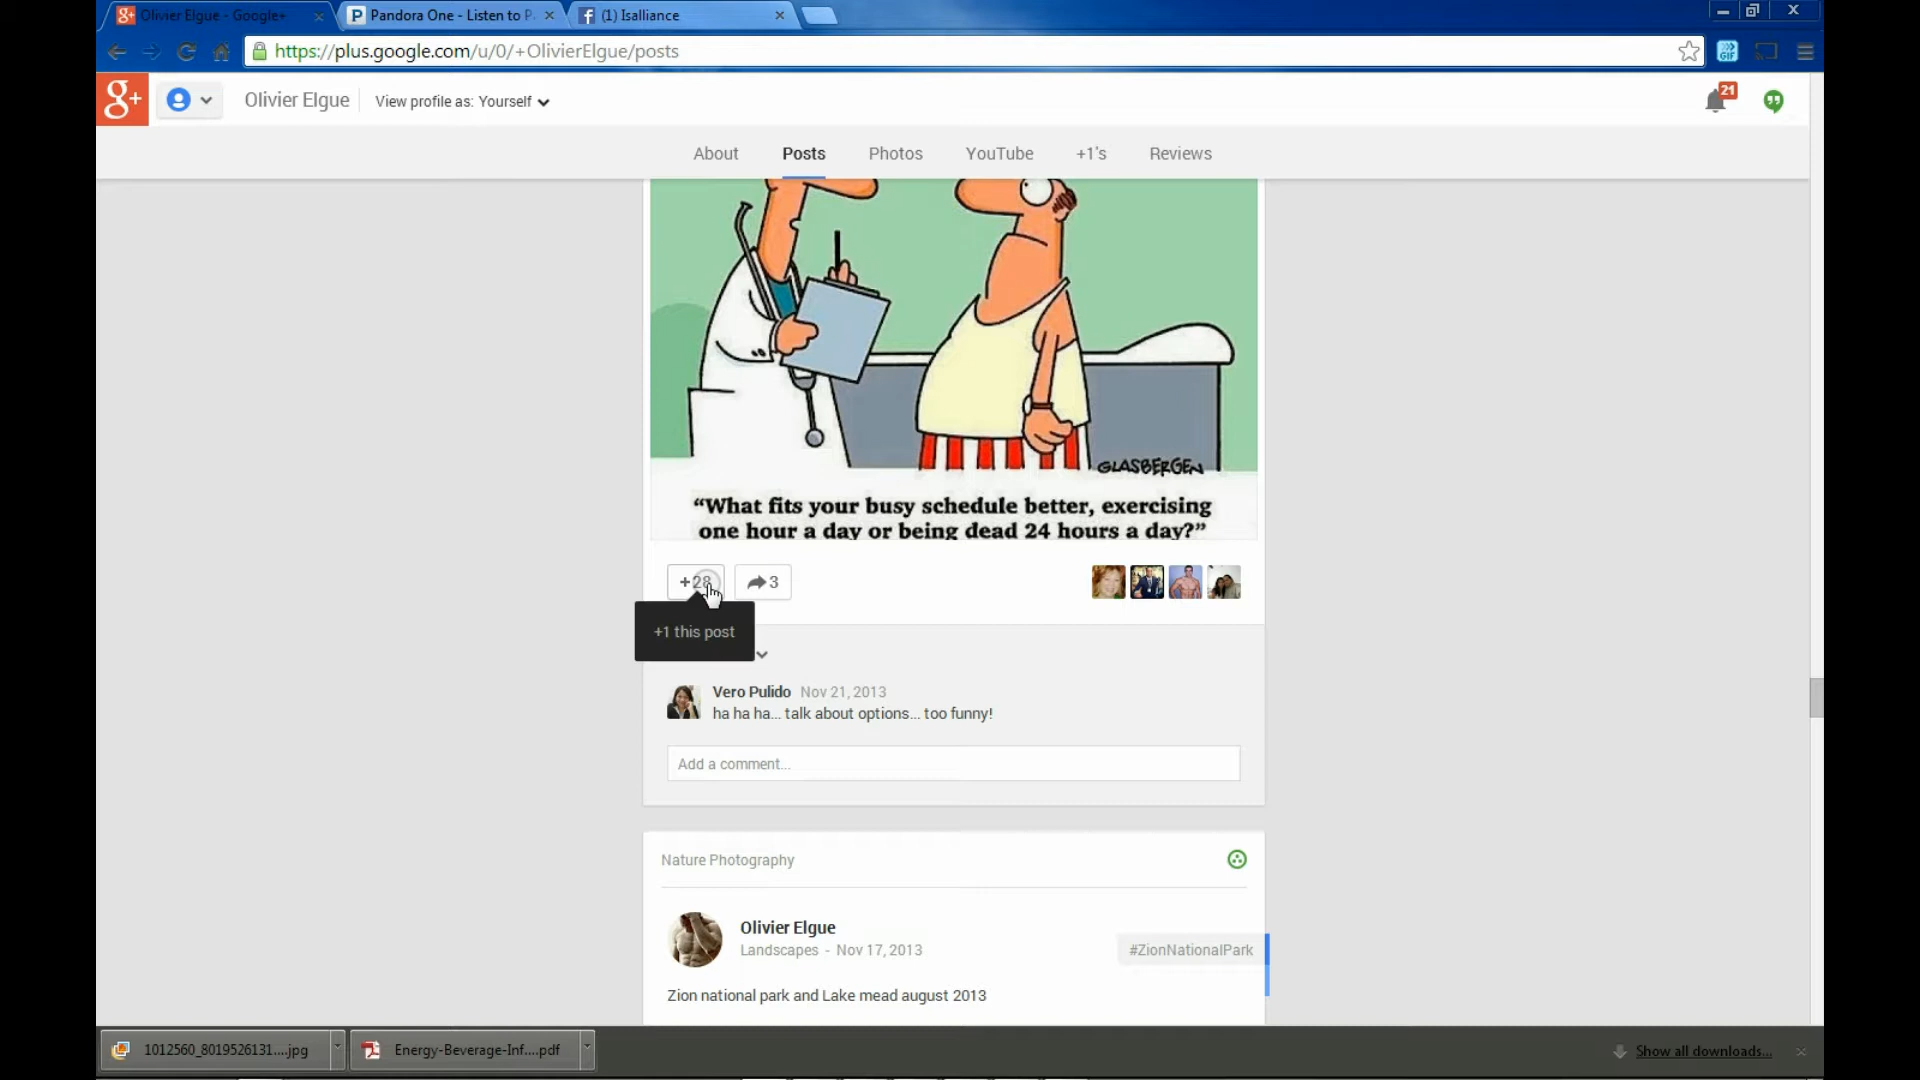 Olivier Elgue - Google+
Pandora One - Listen to P
(1) Isalliance
https://plus.google.com/u/0/+OlivierElgue/posts
GIF
g+
Olivier Elgue
View profile as: Yourself
21
About
Posts
Photos
YouTube
+1's
Reviews
GLASBERGEN
“What fits your busy schedule better, exercising
one hour a day or being dead 24 hours a day?”
+28
3
+1 this post
Vero Pulido Nov 21, 2013
ha ha ha... talk about options... too funny!
Add a comment...
Nature Photography
Olivier Elgue
Landscapes - Nov 17, 2013
#ZionNationalPark
Zion national park and Lake mead august 2013
1012560_8019526131....jpg
Energy-Beverage-Inf....pdf
Show all downloads...